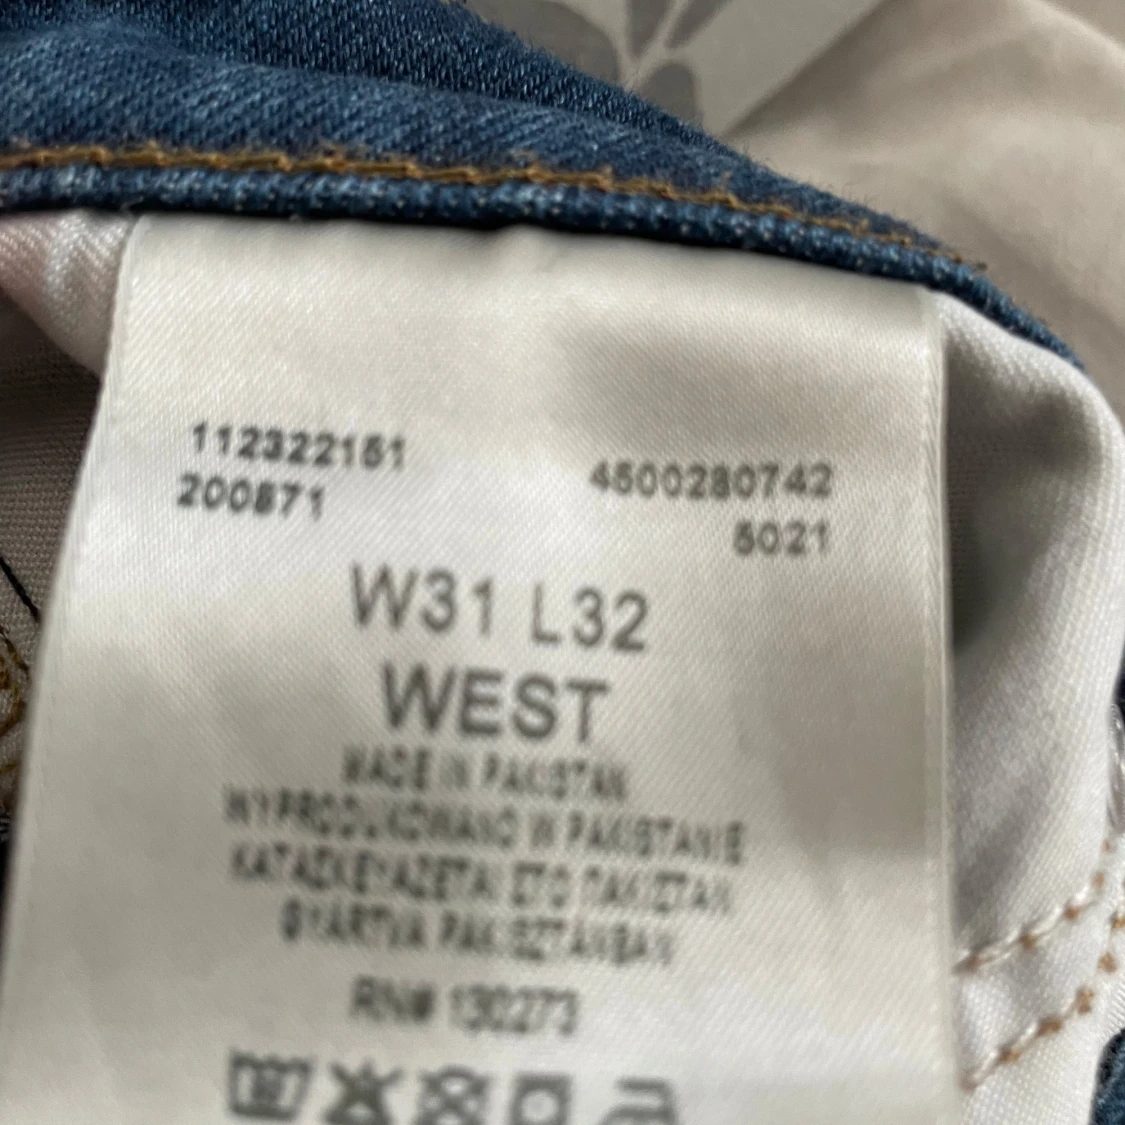 112322151
200871
4500280742
5021
W31 L32
WEST
MADE IN PAKISTAN
WYPRODUKOWANO W PAKISTANIE
ΚΑΤΑΣΚΕΥΑΖΕΤΑΙ ΣΤΟ ΠΑΚΙΣΤΑΝ
GYÁRTVA PAKISZTÁNBAN
RN# 130273